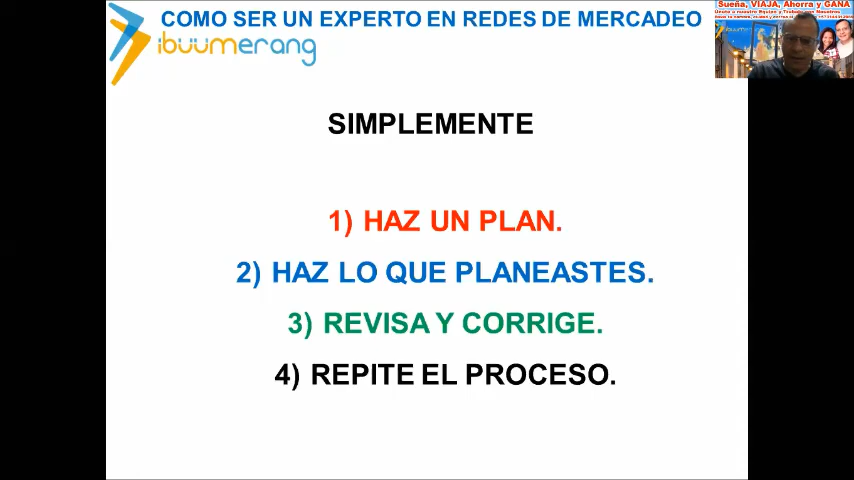 COMO SER UN EXPERTO EN REDES DE MERCADEO
ibüümerang
SIMPLEMENTE
1) HAZ UN PLAN.
2) HAZ LO QUE PLANEASTES.
3) REVISA Y CORRIGE.
4) REPITE EL PROCESO.
Sueña, VIAJA, Ahorra y GANA